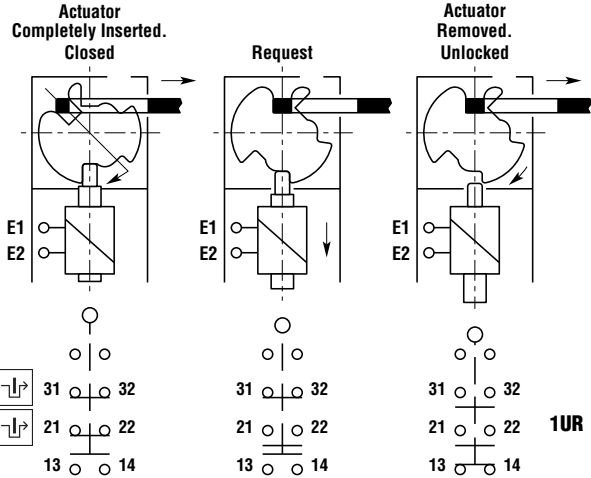 Actuator
Completely Inserted.
Closed
Request
Actuator
Removed.
Unlocked
E1
E2
E1
E2
E1
E2
31 32
31 32
31 32
21 22
21 22
21 22
1UR
13 14
13 14
13 14